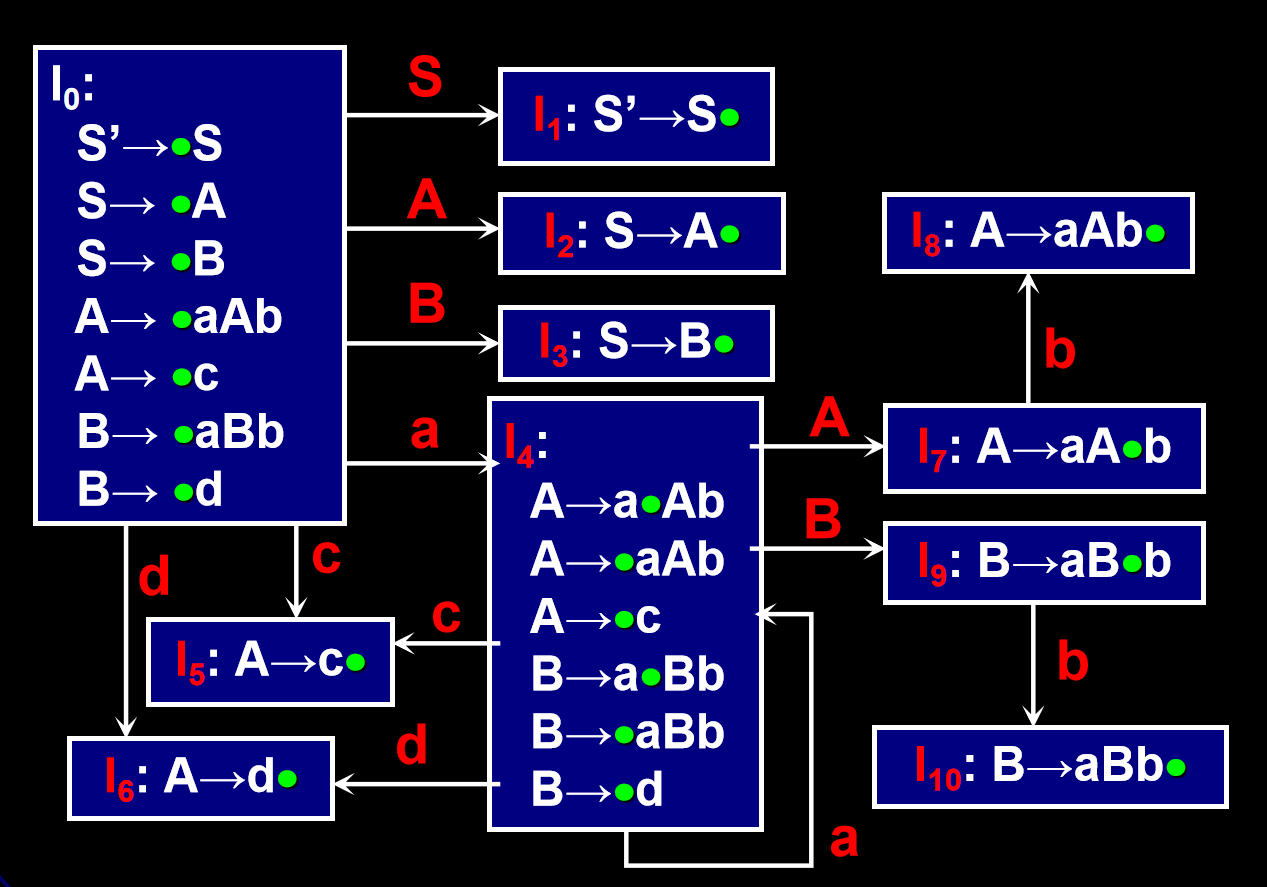 I0:
S’→•S
S→ •A
S→ •B
A→ •aAb
A→ •c
B→ •aBb
B→ •d
S
I1: S’→S•
A
I2: S→A•
B
I3: S→B•
a
I4:
A→a•Ab
A→•aAb
A→•c
B→a•Bb
B→•aBb
B→•d
A
I7: A→aA•b
b
I8: A→aAb•
B
I9: B→aB•b
b
I10: B→aBb•
a
c
c
I5: A→c•
d
d
I6: A→d•